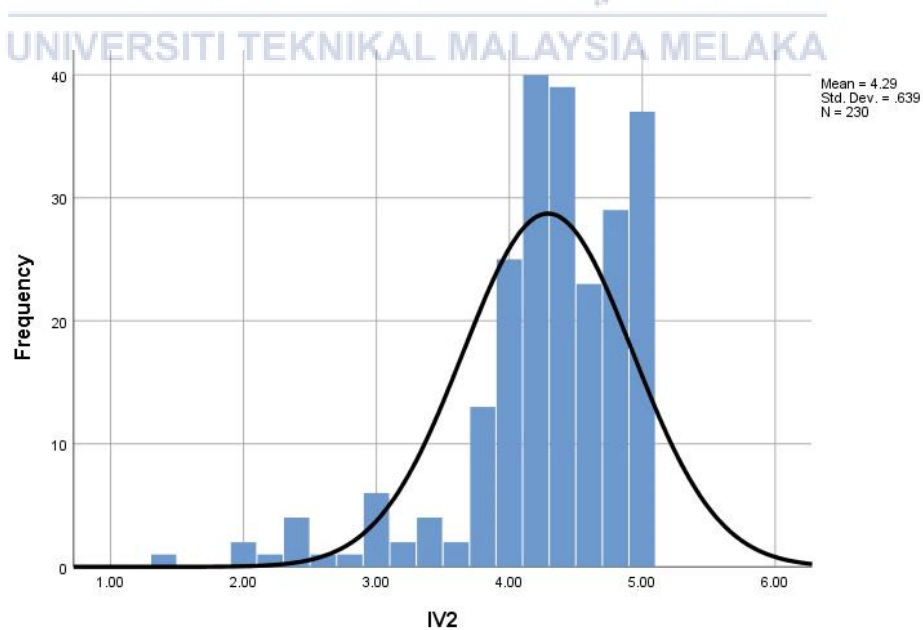 UNIVERSITI TEKNIKAL MALAYSIA MELAKA
Mean = 4.29
Std. Dev. = .639
N = 230
Frequency
40
30
20
10
0
1.00 2.00 3.00 4.00 5.00 6.00
IV2